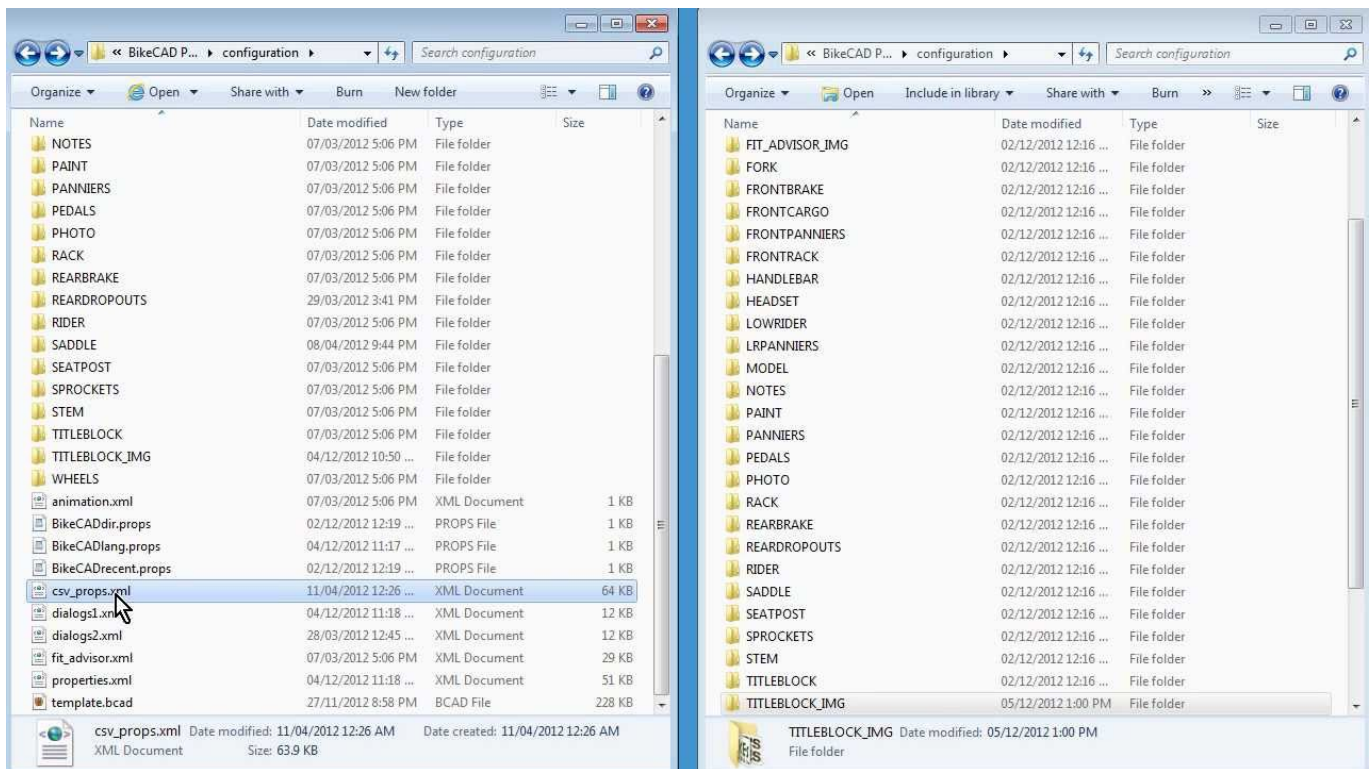 « BikeCAD P... ▸ configuration ▸
Search configuration
Organize ▾ Open ▾ Share with ▾ Burn New folder
Name Date modified Type Size
NOTES 07/03/2012 5:06 PM File folder
PAINT 07/03/2012 5:06 PM File folder
PANNIERS 07/03/2012 5:06 PM File folder
PEDALS 07/03/2012 5:06 PM File folder
PHOTO 07/03/2012 5:06 PM File folder
RACK 07/03/2012 5:06 PM File folder
REARBRAKE 07/03/2012 5:06 PM File folder
REARDROPOUTS 29/03/2012 3:41 PM File folder
RIDER 07/03/2012 5:06 PM File folder
SADDLE 08/04/2012 9:44 PM File folder
SEATPOST 07/03/2012 5:06 PM File folder
SPROCKETS 07/03/2012 5:06 PM File folder
STEM 07/03/2012 5:06 PM File folder
TITLEBLOCK 07/03/2012 5:06 PM File folder
TITLEBLOCK_IMG 04/12/2012 10:50 ... File folder
WHEELS 07/03/2012 5:06 PM File folder
animation.xml 07/03/2012 5:06 PM XML Document 1 KB
BikeCADdir.props 02/12/2012 12:19 ... PROPS File 1 KB
BikeCADlang.props 04/12/2012 11:17 ... PROPS File 1 KB
BikeCADrecent.props 02/12/2012 12:19 ... PROPS File 1 KB
csv_props.xml 11/04/2012 12:26 ... XML Document 64 KB
dialogs1.xml 04/12/2012 11:18 ... XML Document 12 KB
dialogs2.xml 28/03/2012 12:45 ... XML Document 12 KB
fit_advisor.xml 07/03/2012 5:06 PM XML Document 29 KB
properties.xml 04/12/2012 11:18 ... XML Document 51 KB
template.bcad 27/11/2012 8:58 PM BCAD File 228 KB
csv_props.xml Date modified: 11/04/2012 12:26 AM Date created: 11/04/2012 12:26 AM
XML Document Size: 63.9 KB
« BikeCAD P... ▸ configuration ▸
Search configuration
Organize ▾ Open Include in library ▾ Share with ▾ Burn »
Name Date modified Type Size
FIT_ADVISOR_IMG 02/12/2012 12:16 ... File folder
FORK 02/12/2012 12:16 ... File folder
FRONTBRAKE 02/12/2012 12:16 ... File folder
FRONTCARGO 02/12/2012 12:16 ... File folder
FRONTPANNIERS 02/12/2012 12:16 ... File folder
FRONTRACK 02/12/2012 12:16 ... File folder
HANDLEBAR 02/12/2012 12:16 ... File folder
HEADSET 02/12/2012 12:16 ... File folder
LOWRIDER 02/12/2012 12:16 ... File folder
LRPANNIERS 02/12/2012 12:16 ... File folder
MODEL 02/12/2012 12:16 ... File folder
NOTES 02/12/2012 12:16 ... File folder
PAINT 02/12/2012 12:16 ... File folder
PANNIERS 02/12/2012 12:16 ... File folder
PEDALS 02/12/2012 12:16 ... File folder
PHOTO 02/12/2012 12:16 ... File folder
RACK 02/12/2012 12:16 ... File folder
REARBRAKE 02/12/2012 12:16 ... File folder
REARDROPOUTS 02/12/2012 12:16 ... File folder
RIDER 02/12/2012 12:16 ... File folder
SADDLE 02/12/2012 12:16 ... File folder
SEATPOST 02/12/2012 12:16 ... File folder
SPROCKETS 02/12/2012 12:16 ... File folder
STEM 02/12/2012 12:16 ... File folder
TITLEBLOCK 02/12/2012 12:16 ... File folder
TITLEBLOCK_IMG 05/12/2012 1:00 PM File folder
TITLEBLOCK_IMG Date modified: 05/12/2012 1:00 PM
File folder